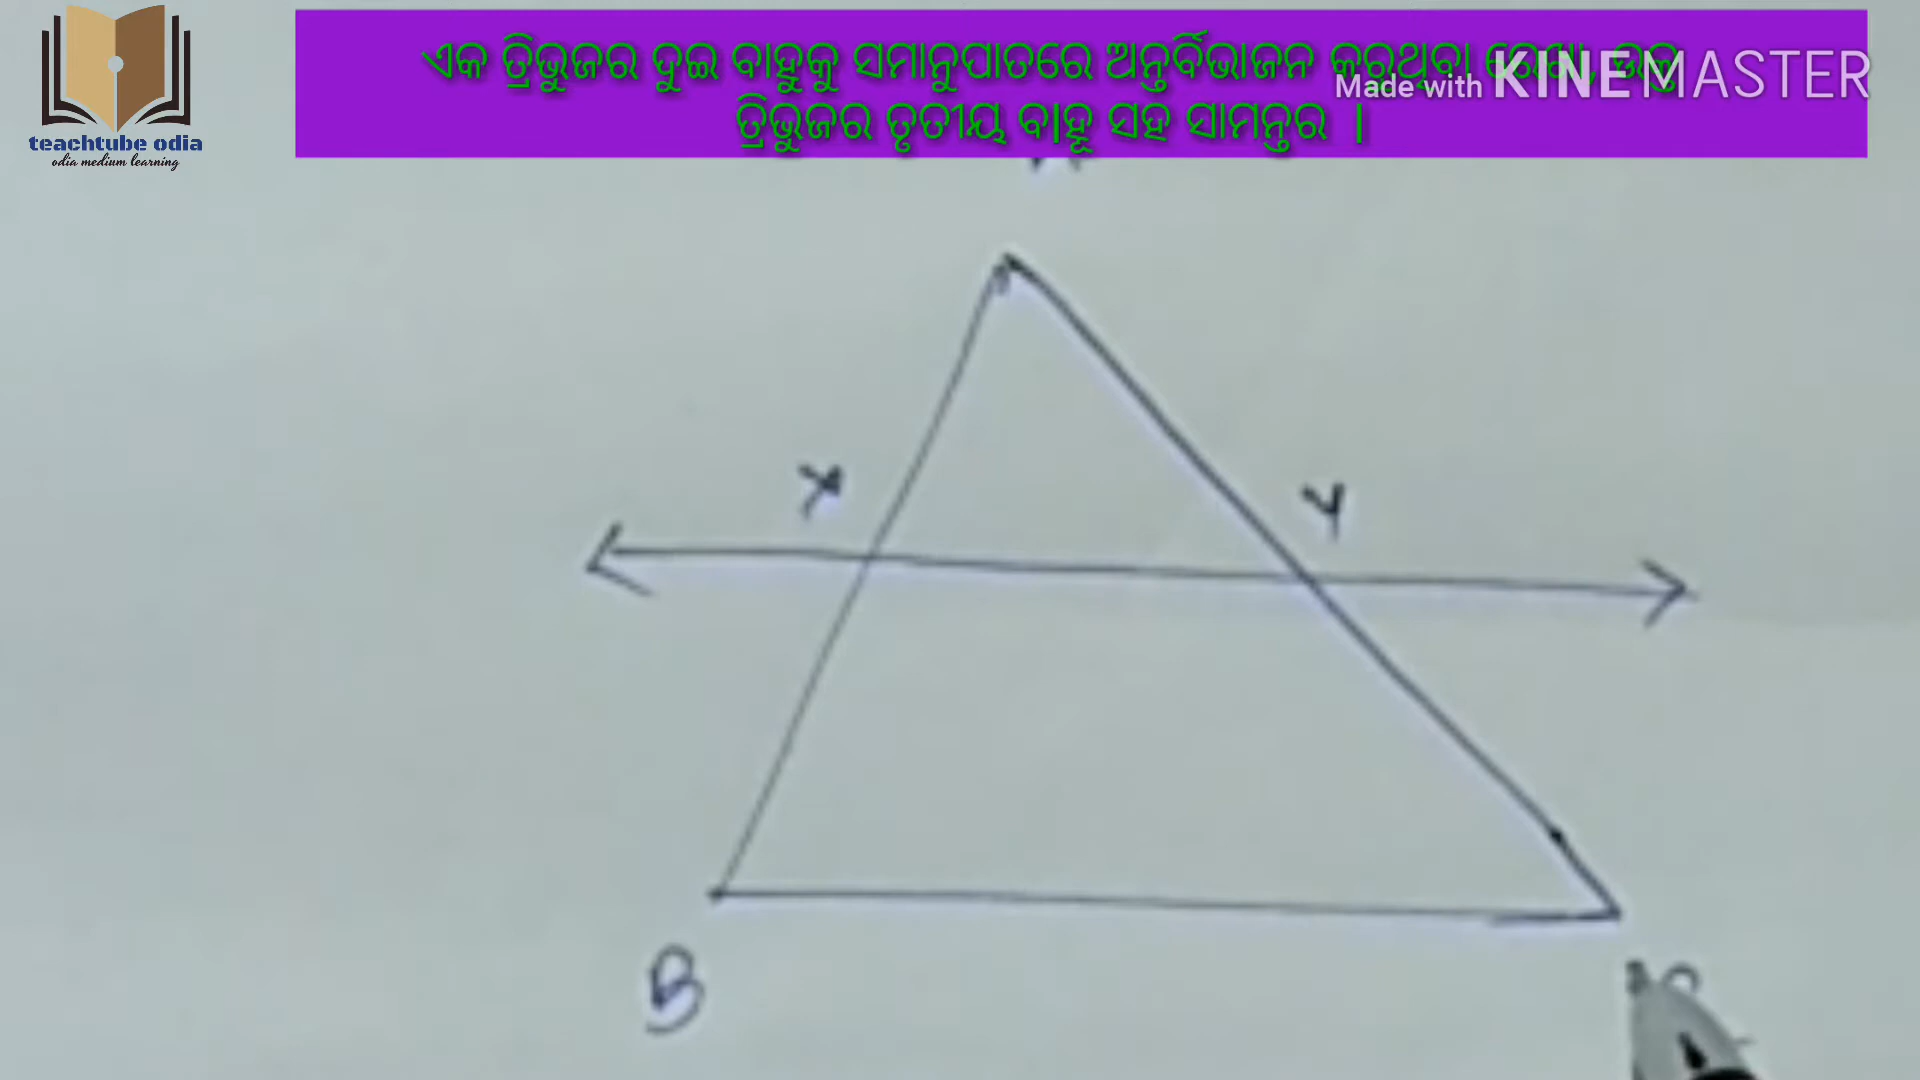 ଏକ ତ୍ରିଭୁଜର ଦୁଇ ବାହୁକୁ ସମାନୁପାତରେ ଅନ୍ତର୍ବିଭାଜନ କରୁଥିବା
Made with KINEMASTER
ତ୍ରିଭୁଜର ତୃତୀୟ ବାହୂ ସହ ସାମନ୍ତର ।
teachtube odia
odia medium learning
X
Y
B